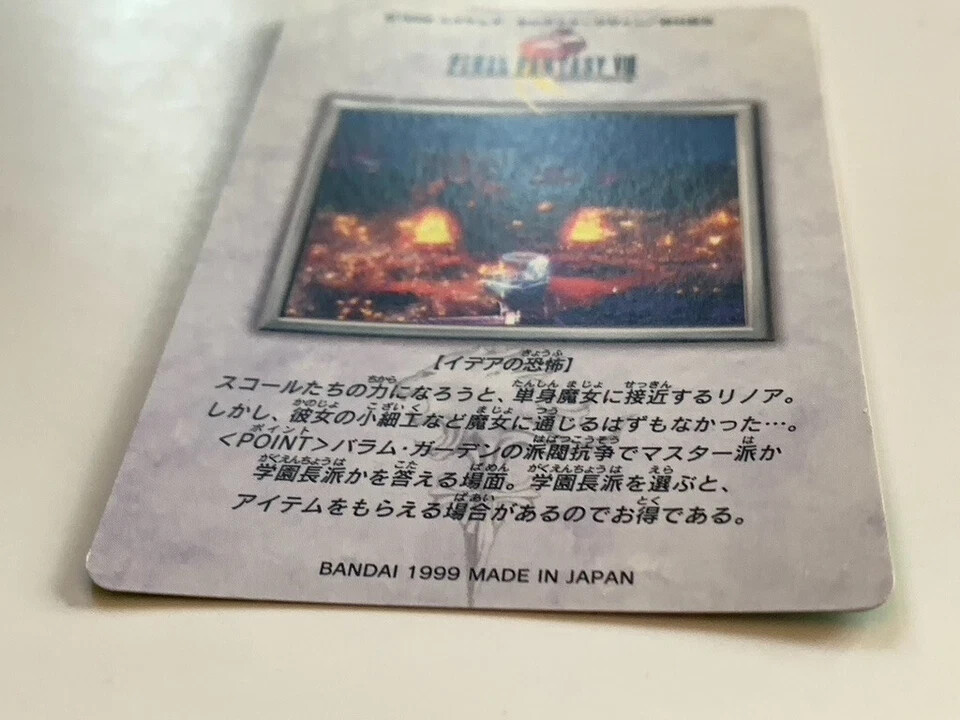 FINAL FANTASY VIII
【イデアの恐怖】
スコールたちの力になろうと、単身魔女に接近するリノア。
しかし、彼女の小細工など魔女に通じるはずもなかった…。
＜POINT＞バラム・ガーデンの派閥抗争でマスター派か
学園長派かを答える場面。学園長派を選ぶと、
アイテムをもらえる場合があるのでお得である。
BANDAI 1999 MADE IN JAPAN